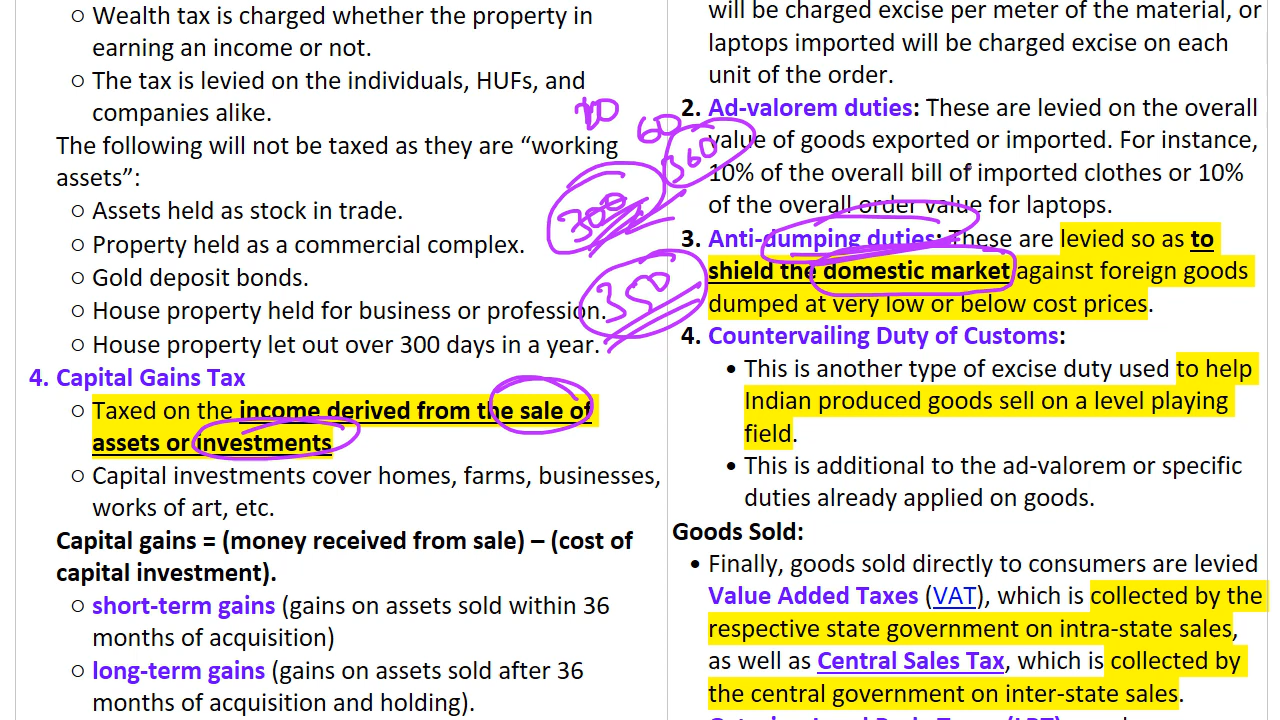 ○ Wealth tax is charged whether the property in
earning an income or not.
○ The tax is levied on the individuals, HUFs, and
companies alike.
The following will not be taxed as they are “working
assets”:
○ Assets held as stock in trade.
○ Property held as a commercial complex.
○ Gold deposit bonds.
○ House property held for business or profession.
○ House property let out over 300 days in a year.
4. Capital Gains Tax
○ Taxed on the income derived from the sale of
assets or investments
○ Capital investments cover homes, farms, businesses,
works of art, etc.
Capital gains = (money received from sale) – (cost of
capital investment).
○ short-term gains (gains on assets sold within 36
months of acquisition)
○ long-term gains (gains on assets sold after 36
months of acquisition and holding).
60
360
300
350
will be charged excise per meter of the material, or
laptops imported will be charged excise on each
unit of the order.
2. Ad-valorem duties: These are levied on the overall
value of goods exported or imported. For instance,
10% of the overall bill of imported clothes or 10%
of the overall order value for laptops.
3. Anti-dumping duties: These are levied so as to
shield the domestic market against foreign goods
dumped at very low or below cost prices.
4. Countervailing Duty of Customs:
• This is another type of excise duty used to help
Indian produced goods sell on a level playing
field.
• This is additional to the ad-valorem or specific
duties already applied on goods.
Goods Sold:
• Finally, goods sold directly to consumers are levied
Value Added Taxes (VAT), which is collected by the
respective state government on intra-state sales,
as well as Central Sales Tax, which is collected by
the central government on inter-state sales.